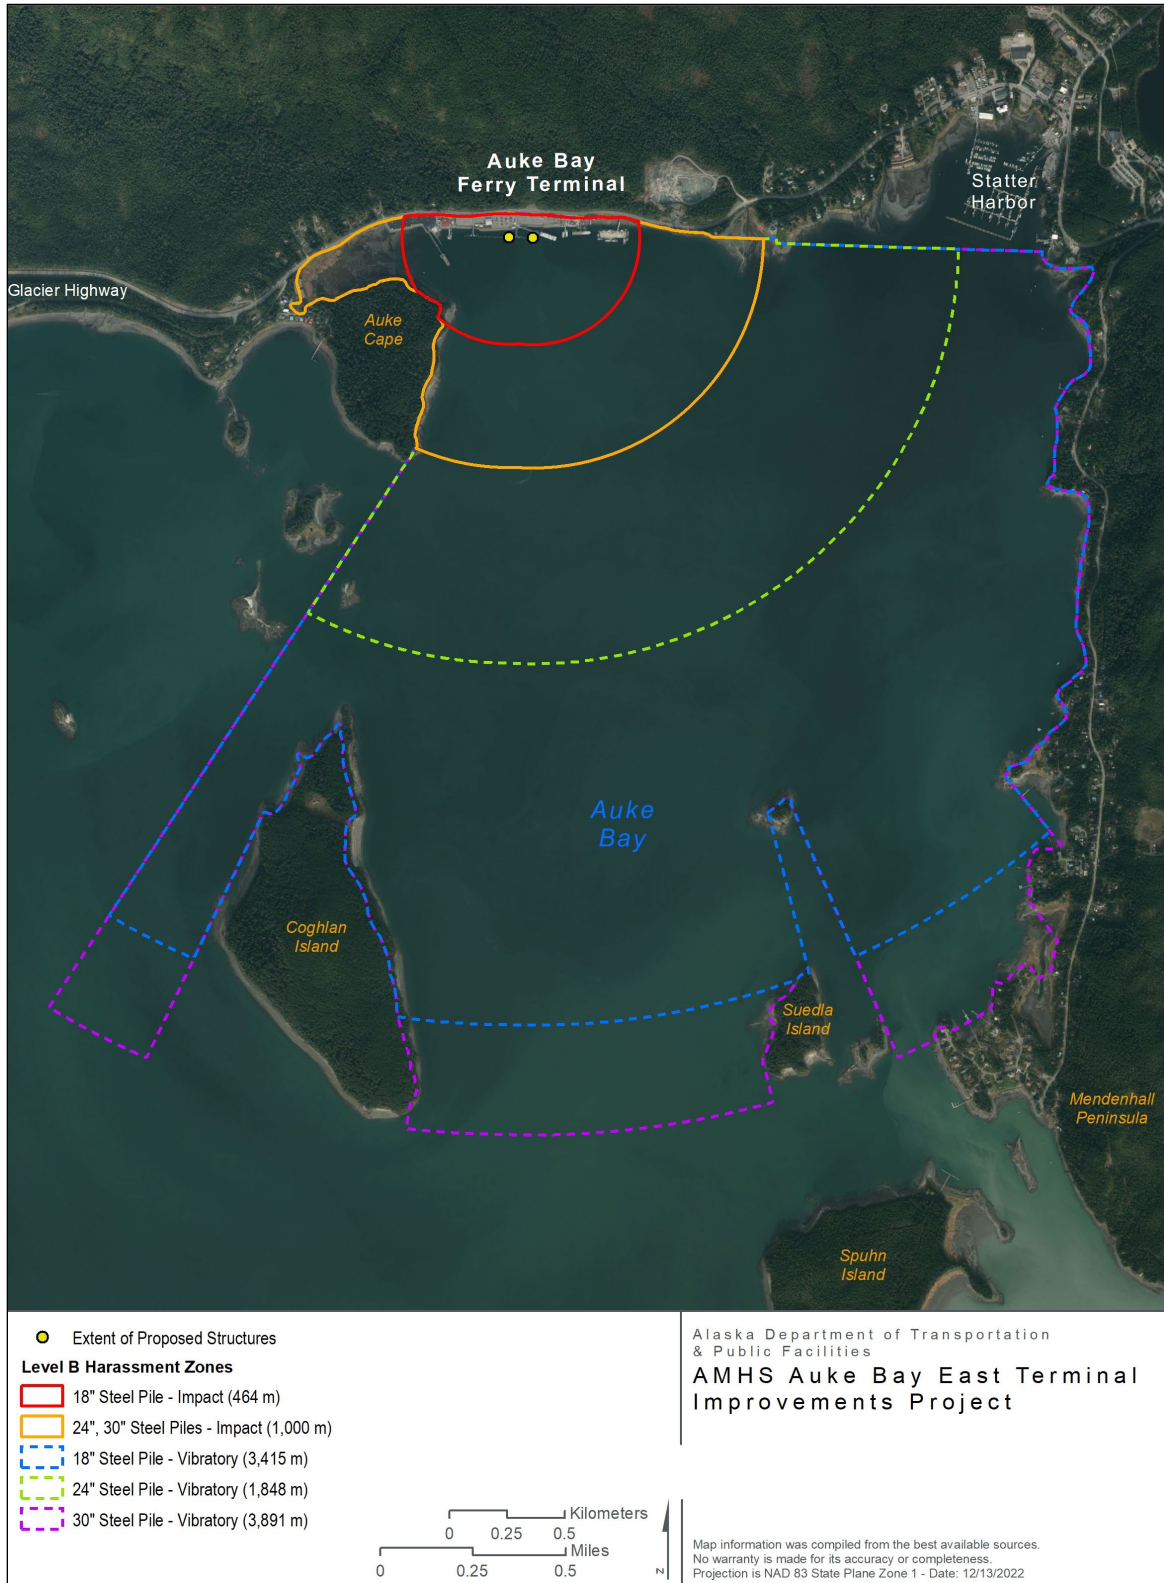 Auke Bay
Ferry Terminal
Statter
Harbor
Glacier Highway
Auke
Cape
Auke
Bay
Coghlan
Island
Suedla
Island
Mendenhall
Peninsula
Spuhn
Island
Extent of Proposed Structures
Level B Harassment Zones
18" Steel Pile - Impact (464 m)
24", 30" Steel Piles - Impact (1,000 m)
18" Steel Pile - Vibratory (3,415 m)
24" Steel Pile - Vibratory (1,848 m)
30" Steel Pile - Vibratory (3,891 m)
Kilometers
0 0.25 0.5
Miles
0 0.25 0.5
N
Alaska Department of Transportation
& Public Facilities
AMHS Auke Bay East Terminal
Improvements Project
Map information was compiled from the best available sources.
No warranty is made for its accuracy or completeness.
Projection is NAD 83 State Plane Zone 1 - Date: 12/13/2022